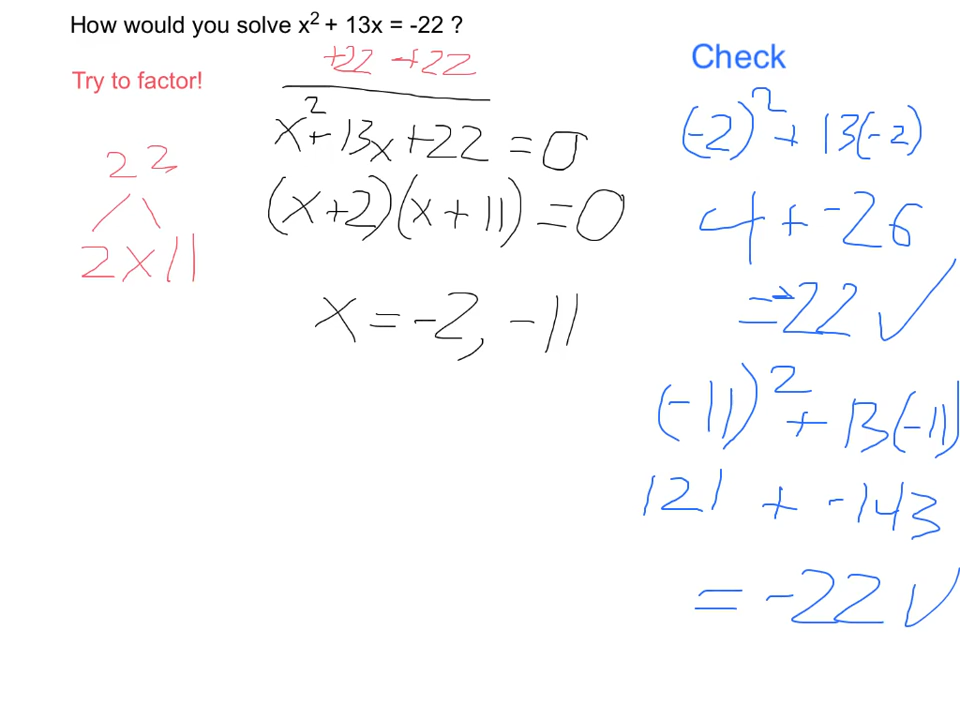 How would you solve x² + 13x = -22 ?
+22 +22
Try to factor!
x² + 13x + 22 = 0
22
2 x 11
(x + 2)(x + 11) = 0
x = -2, -11
Check
(-2)² + 13(-2)
4 + -26
= -22 ✓
(-11)² + 13(-11)
121 + -143
= -22 ✓